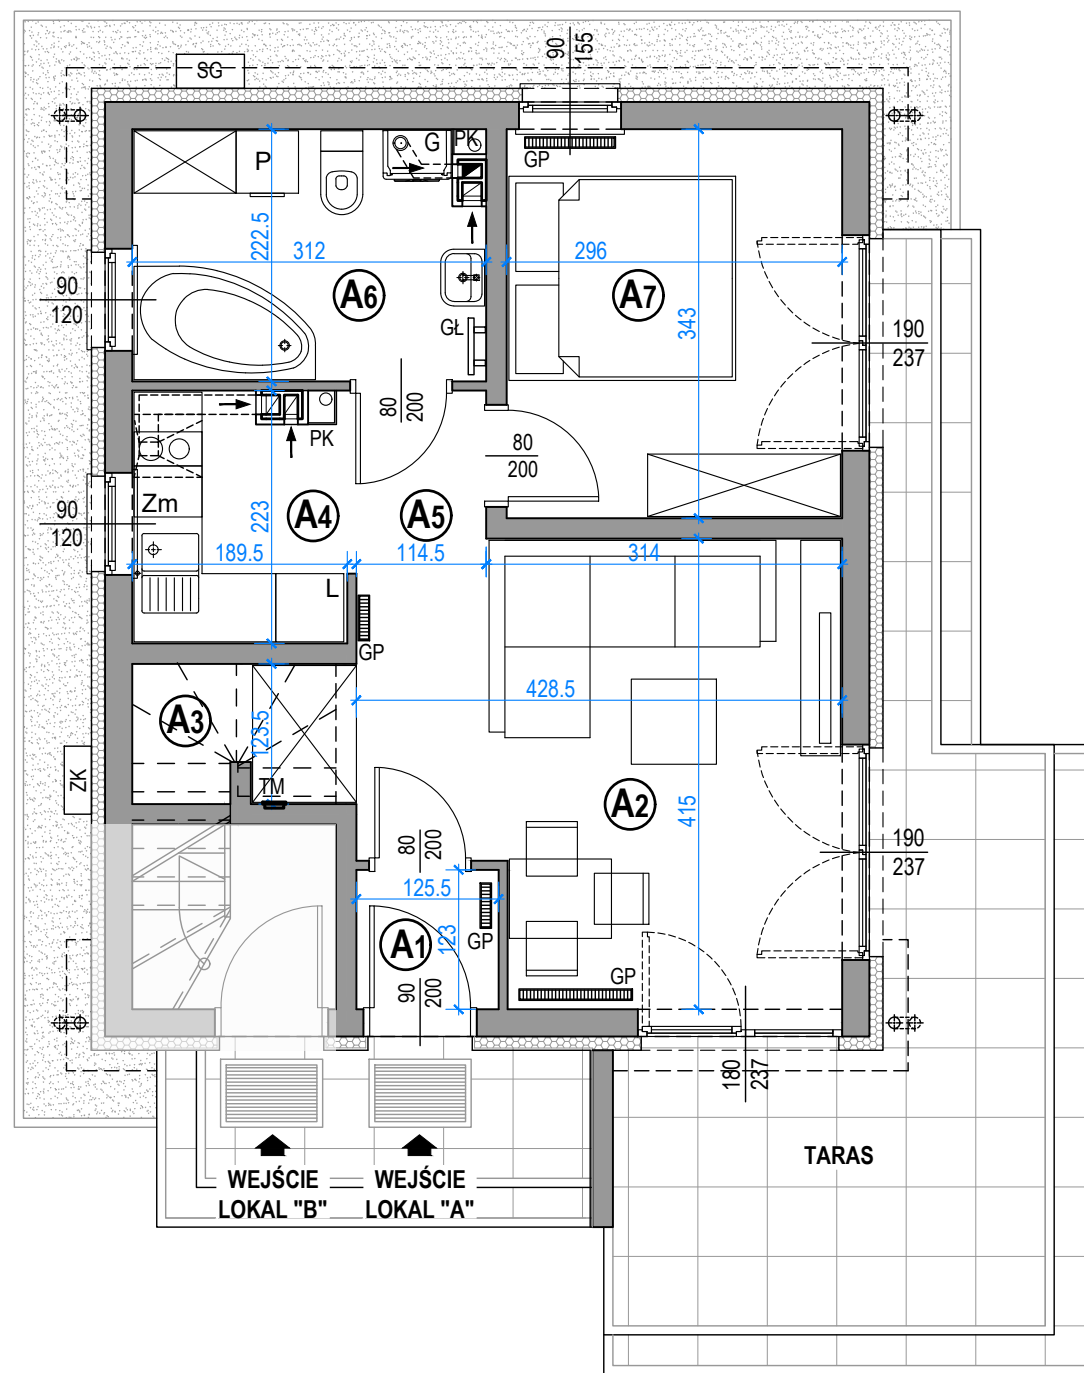 90
155
SG
P
G
PK
GP
222.5
312
296
A6
A7
343
90
120
GŁ
190
237
80
200
80
200
PK
Zm
A4
A5
223
90
120
189.5
114.5
314
L
GP
428.5
A3
123.5
ZK
TM
A2
415
80
200
190
237
125.5
A1
123
GP
GP
90
200
180
237
TARAS
WEJŚCIE
LOKAL "B"
WEJŚCIE
LOKAL "A"